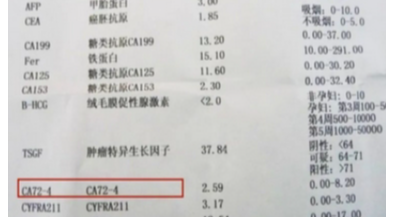 AFP 甲胎蛋白 3.00
CEA 癌胚抗原 1.85 吸烟: 0-10.0
不吸烟: 0-5.0
CA199 糖类抗原CA199 13.20 0.00-37.00
Fer 铁蛋白 15.10 10.00-291.00
CA125 糖类抗原CA125 11.60 0.00-30.20
CA153 糖类抗原CA153 2.30 0.00-32.40
B-HCG 绒毛膜促性腺激素 <2.0 非孕妇: 0-10
孕妇: 第3周100-50
第4周500-10000
第5周1000-50000
TSGF 肿瘤特异生长因子 37.84 阴性: <64
可疑: 64-71
阳性: >71
CA72-4 CA72-4 2.59 0.00-8.20
CYFRA211 CYFRA211 3.17 0.00-3.30
0.00-17.00